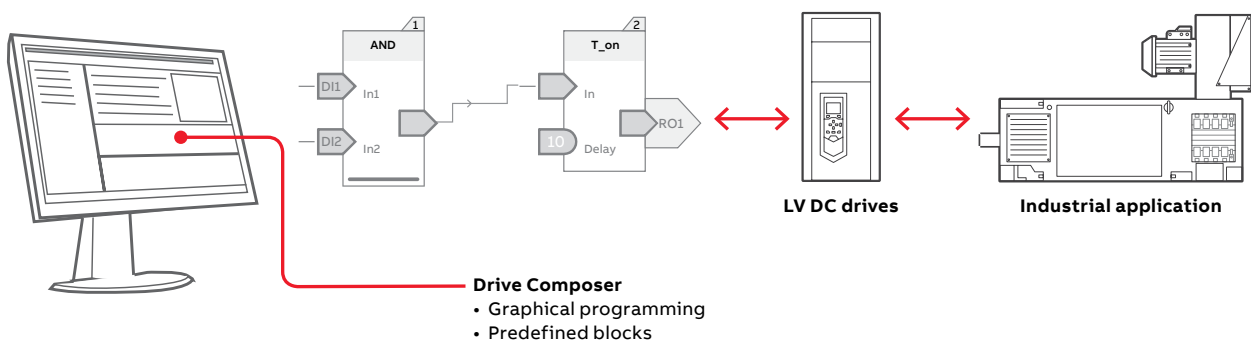 1
AND
DI1
In1
DI2
In2
2
T_on
In
10
Delay
RO1
LV DC drives
Industrial application
Drive Composer
• Graphical programming
• Predefined blocks